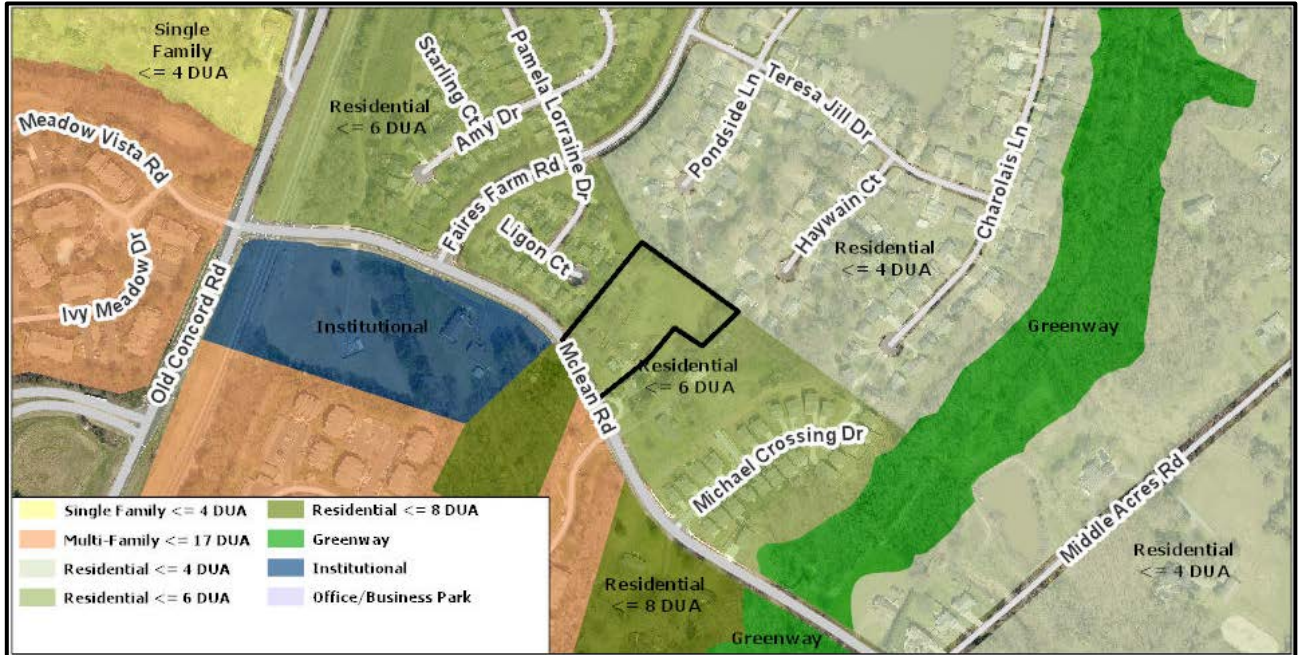 Single
Family
<= 4 DUA
Meadow Vista Rd
Ivy Meadow Dr
Old Concord Rd
Residential
<= 6 DUA
Starling Ct
Amy Dr
Pamela Lorraine Dr
Faires Farm Rd
Ligon Ct
Institutional
Mclean Rd
Residential
<= 6 DUA
Michael Crossing Dr
Pondside Ln
Teresa Jill Dr
Haywain Ct
Charolais Ln
Residential
<= 4 DUA
Greenway
Middle Acres Rd
Residential
<= 4 DUA
Residential
<= 8 DUA
Greenway
Single Family <= 4 DUA
Multi-Family <= 17 DUA
Residential <= 4 DUA
Residential <= 6 DUA
Residential <= 8 DUA
Greenway
Institutional
Office/Business Park